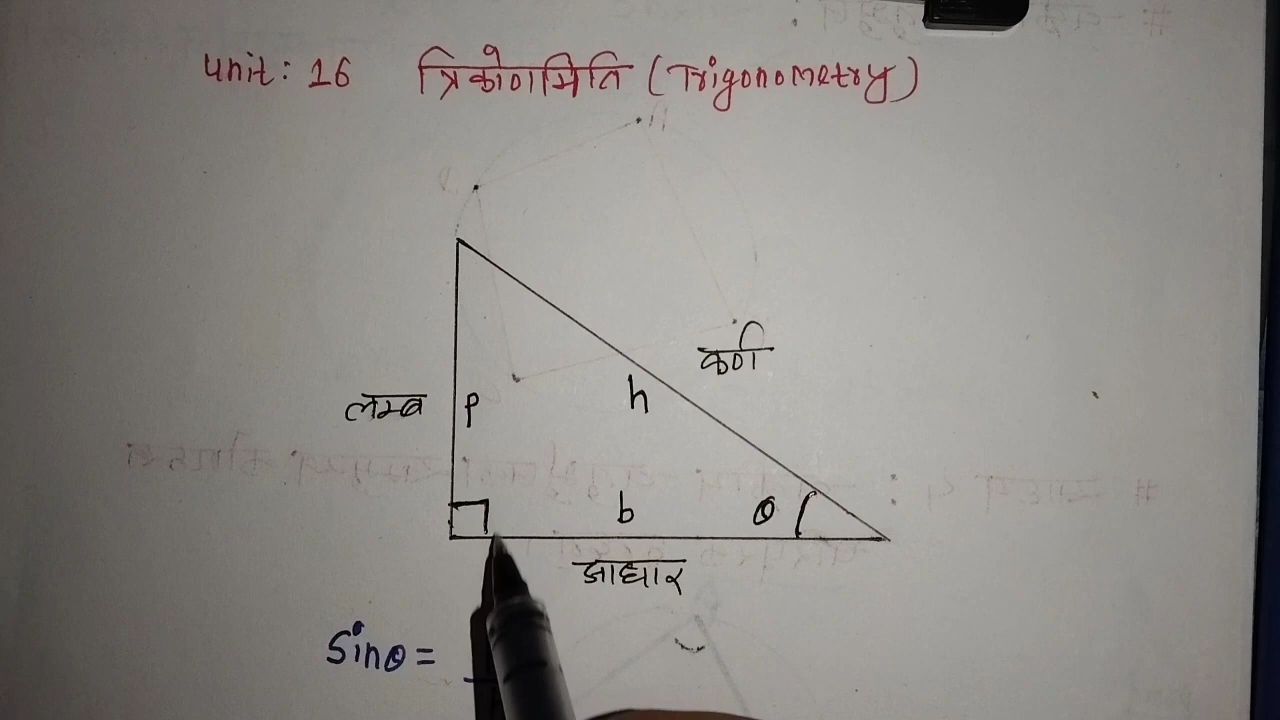 Unit: 16 त्रिकोणमिति (Trigonometry)
कर्ण
लम्ब p h
b θ
आधार
Sinθ =